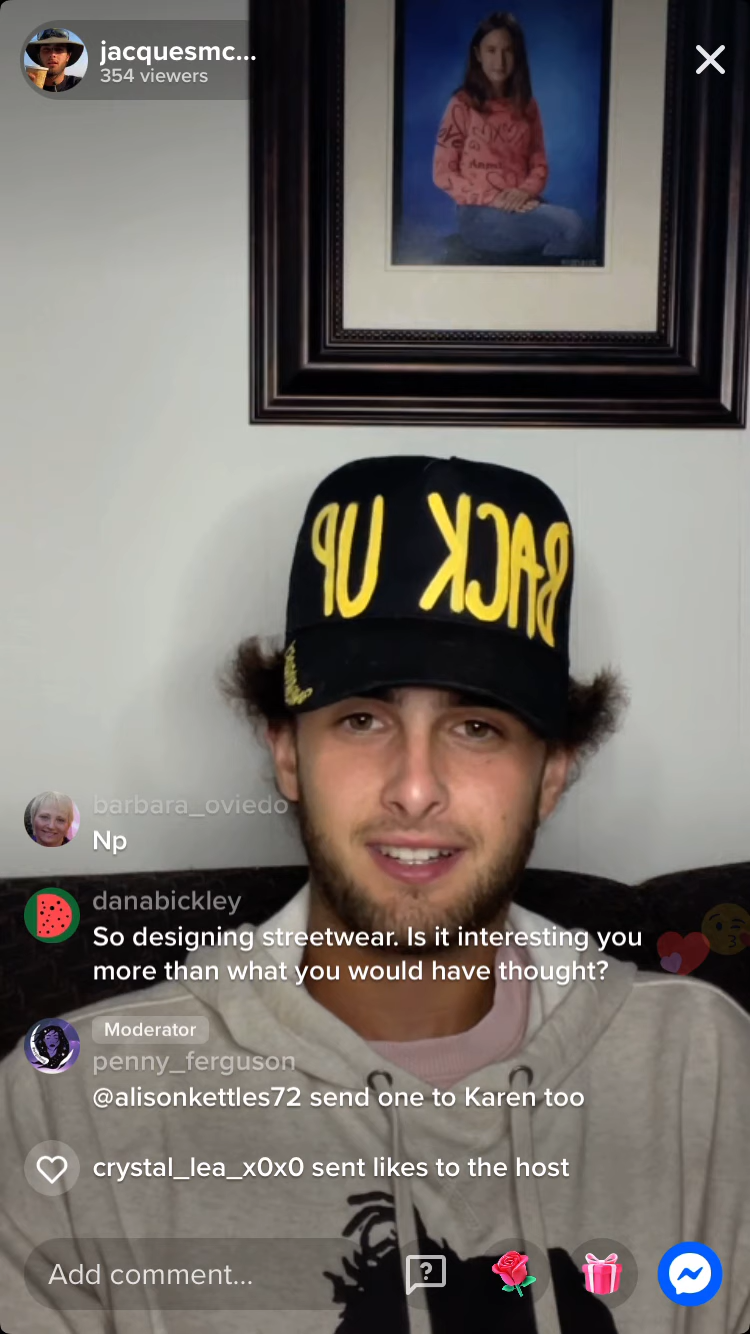 jacquesmc...
354 viewers
BACK UP
barbara_oviedo
Np
danabickley
So designing streetwear. Is it interesting you
more than what you would have thought?
Moderator
penny_ferguson
@alisonkettles72 send one to Karen too
crystal_lea_x0x0 sent likes to the host
Add comment...